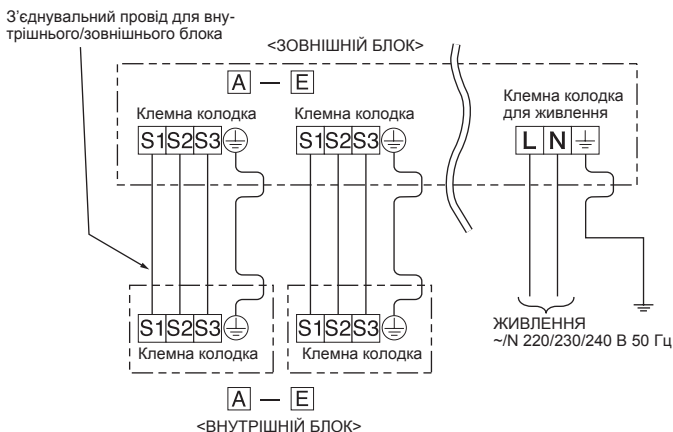 З’єднувальний провід для вну-
трішнього/зовнішнього блока
<ЗОВНІШНІЙ БЛОК>
A — E
Клемна колодка
для живлення
Клемна колодка Клемна колодка
S1 S2 S3 S1 S2 S3 L N
S1 S2 S3 S1 S2 S3
Клемна колодка Клемна колодка
ЖИВЛЕННЯ
~/N 220/230/240 В 50 Гц
A — E
<ВНУТРІШНІЙ БЛОК>